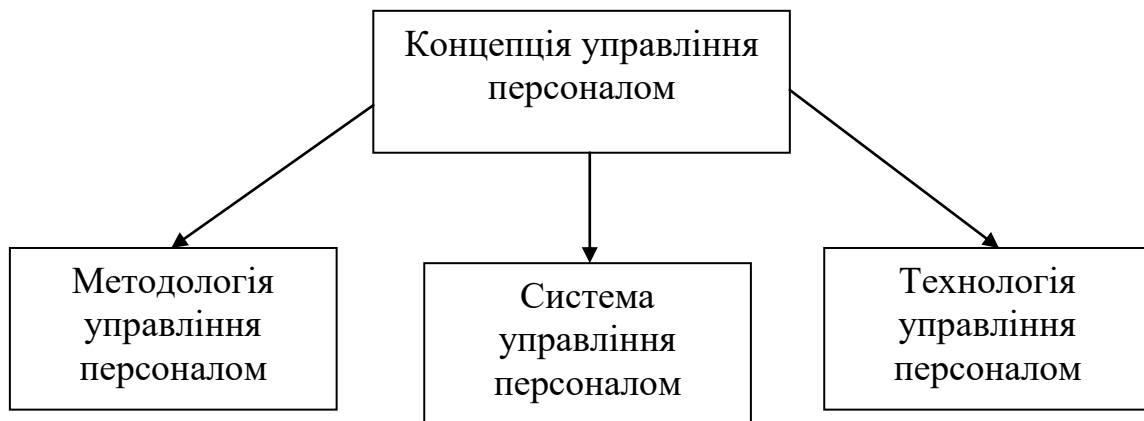 Концепція управління
персоналом
Методологія
управління
персоналом
Система
управління
персоналом
Технологія
управління
персоналом